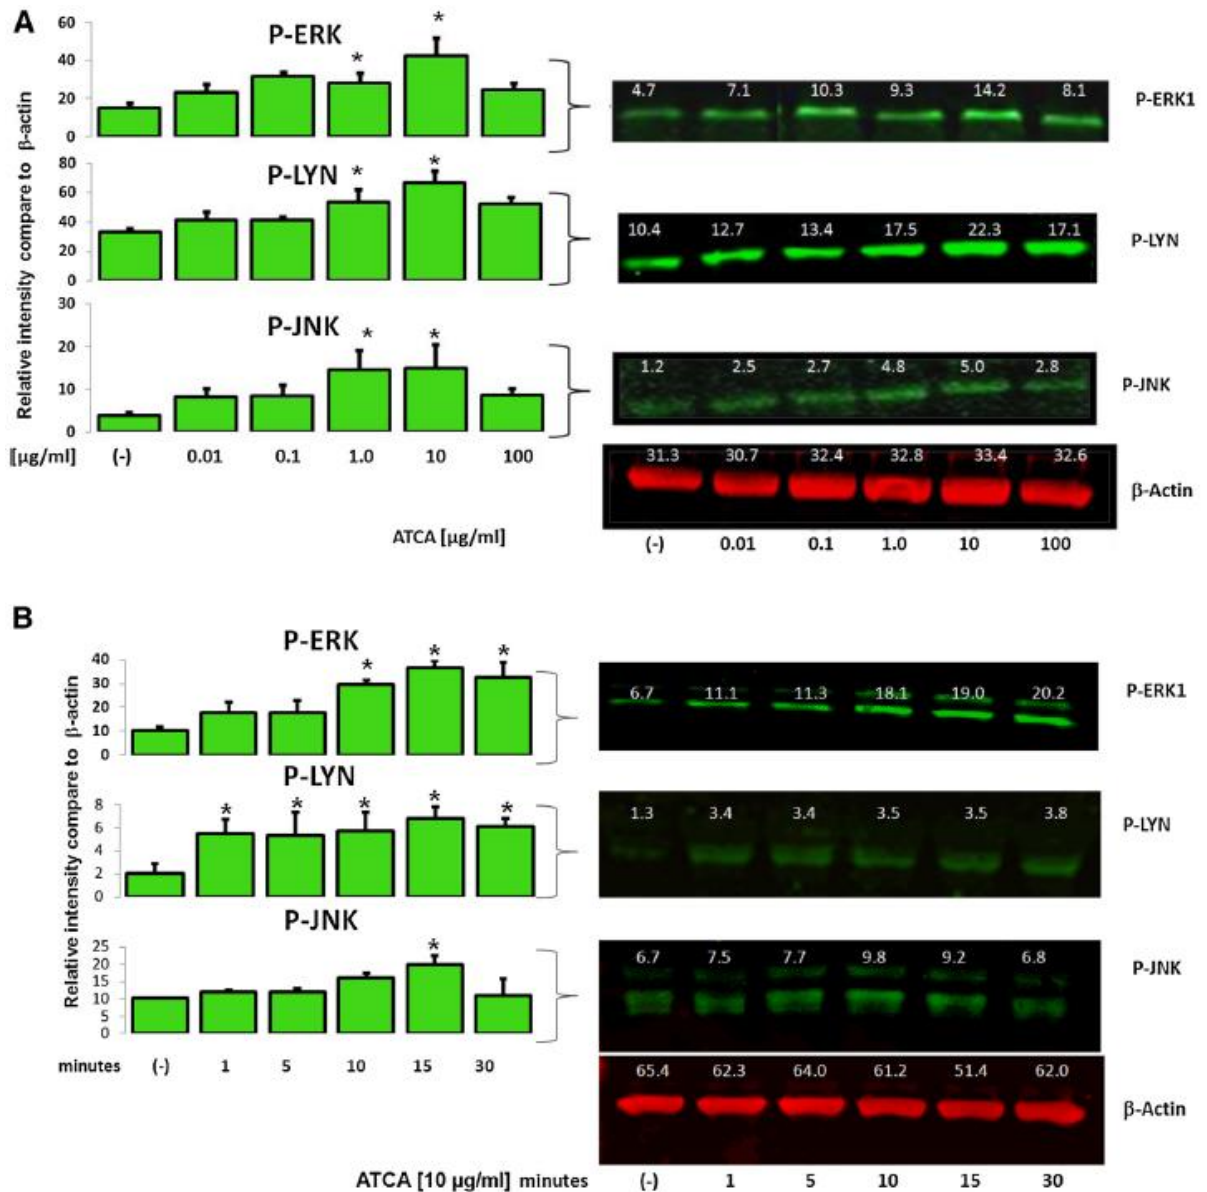 A
Relative intensity compare to β-actin
P-ERK
60
40
20
0
*
*
P-LYN
80
60
40
20
0
*
*
P-JNK
30
20
10
0
*
*
[µg/ml] (-) 0.01 0.1 1.0 10 100
4.7 7.1 10.3 9.3 14.2 8.1
P-ERK1
10.4 12.7 13.4 17.5 22.3 17.1
P-LYN
1.2 2.5 2.7 4.8 5.0 2.8
P-JNK
31.3 30.7 32.4 32.8 33.4 32.6
β-Actin
ATCA [µg/ml]
(-) 0.01 0.1 1.0 10 100
B
Relative intensity compare to β-actin
P-ERK
40
30
20
10
0
* * *
P-LYN
8
6
4
2
0
* * * * *
P-JNK
25
20
15
10
5
0
*
minutes (-) 1 5 10 15 30
6.7 11.1 11.3 18.1 19.0 20.2
P-ERK1
1.3 3.4 3.4 3.5 3.5 3.8
P-LYN
6.7 7.5 7.7 9.8 9.2 6.8
P-JNK
65.4 62.3 64.0 61.2 51.4 62.0
β-Actin
ATCA [10 µg/ml] minutes (-) 1 5 10 15 30